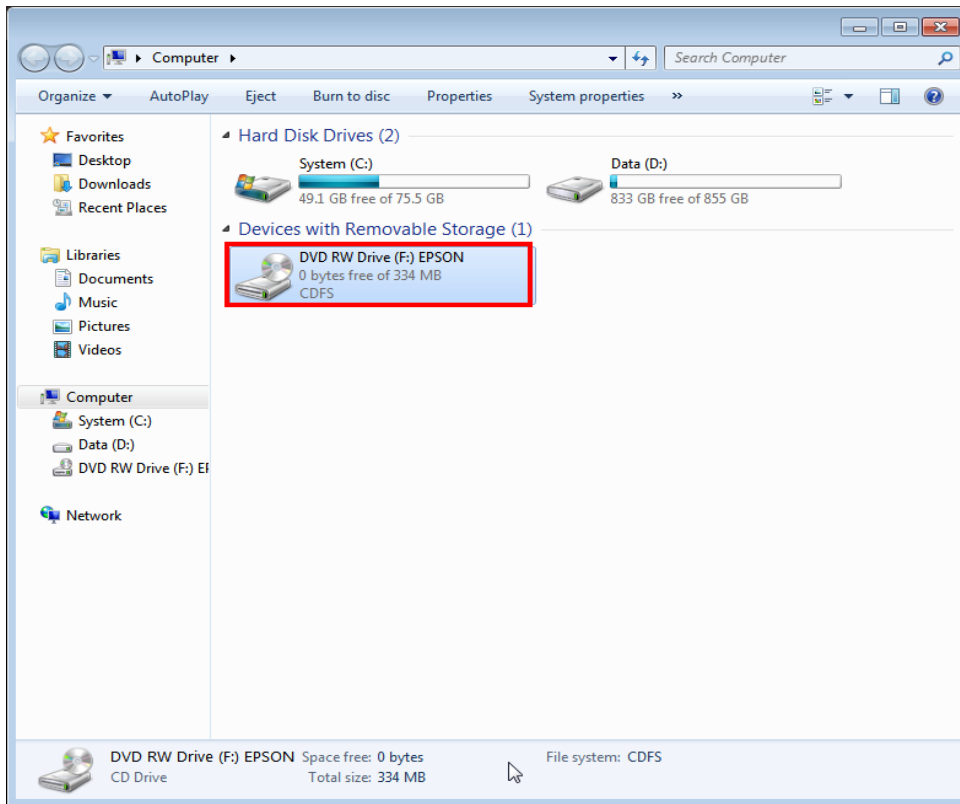 Computer
Search Computer
Organize AutoPlay Eject Burn to disc Properties System properties »
Favorites
Desktop
Downloads
Recent Places
Libraries
Documents
Music
Pictures
Videos
Computer
System (C:)
Data (D:)
DVD RW Drive (F:) EF
Network
Hard Disk Drives (2)
System (C:)
49.1 GB free of 75.5 GB
Data (D:)
833 GB free of 855 GB
Devices with Removable Storage (1)
DVD RW Drive (F:) EPSON
0 bytes free of 334 MB
CDFS
DVD RW Drive (F:) EPSON Space free: 0 bytes File system: CDFS
CD Drive Total size: 334 MB